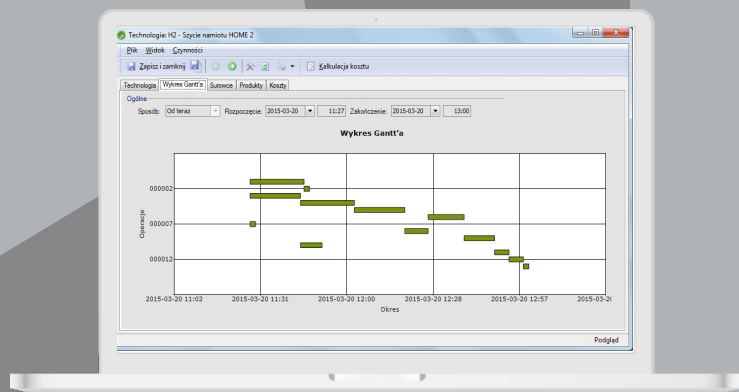 Technologia: H2 - Szycie namiotu HOME 2
Plik Widok Czynności
Zapisz i zamknij Kalkulacja kosztu
Technologia Wykres Gantt'a Surowce Produkty Koszty
Ogólne
Sposób: Od teraz Rozpoczęcie: 2015-03-20 11:27 Zakończenie: 2015-03-20 13:00
Wykres Gantt'a
000002
000007
000012
Operacje
2015-03-20 11:02 2015-03-20 11:31 2015-03-20 12:00 2015-03-20 12:28 2015-03-20 12:57 2015-03-20
Okres
Podgląd